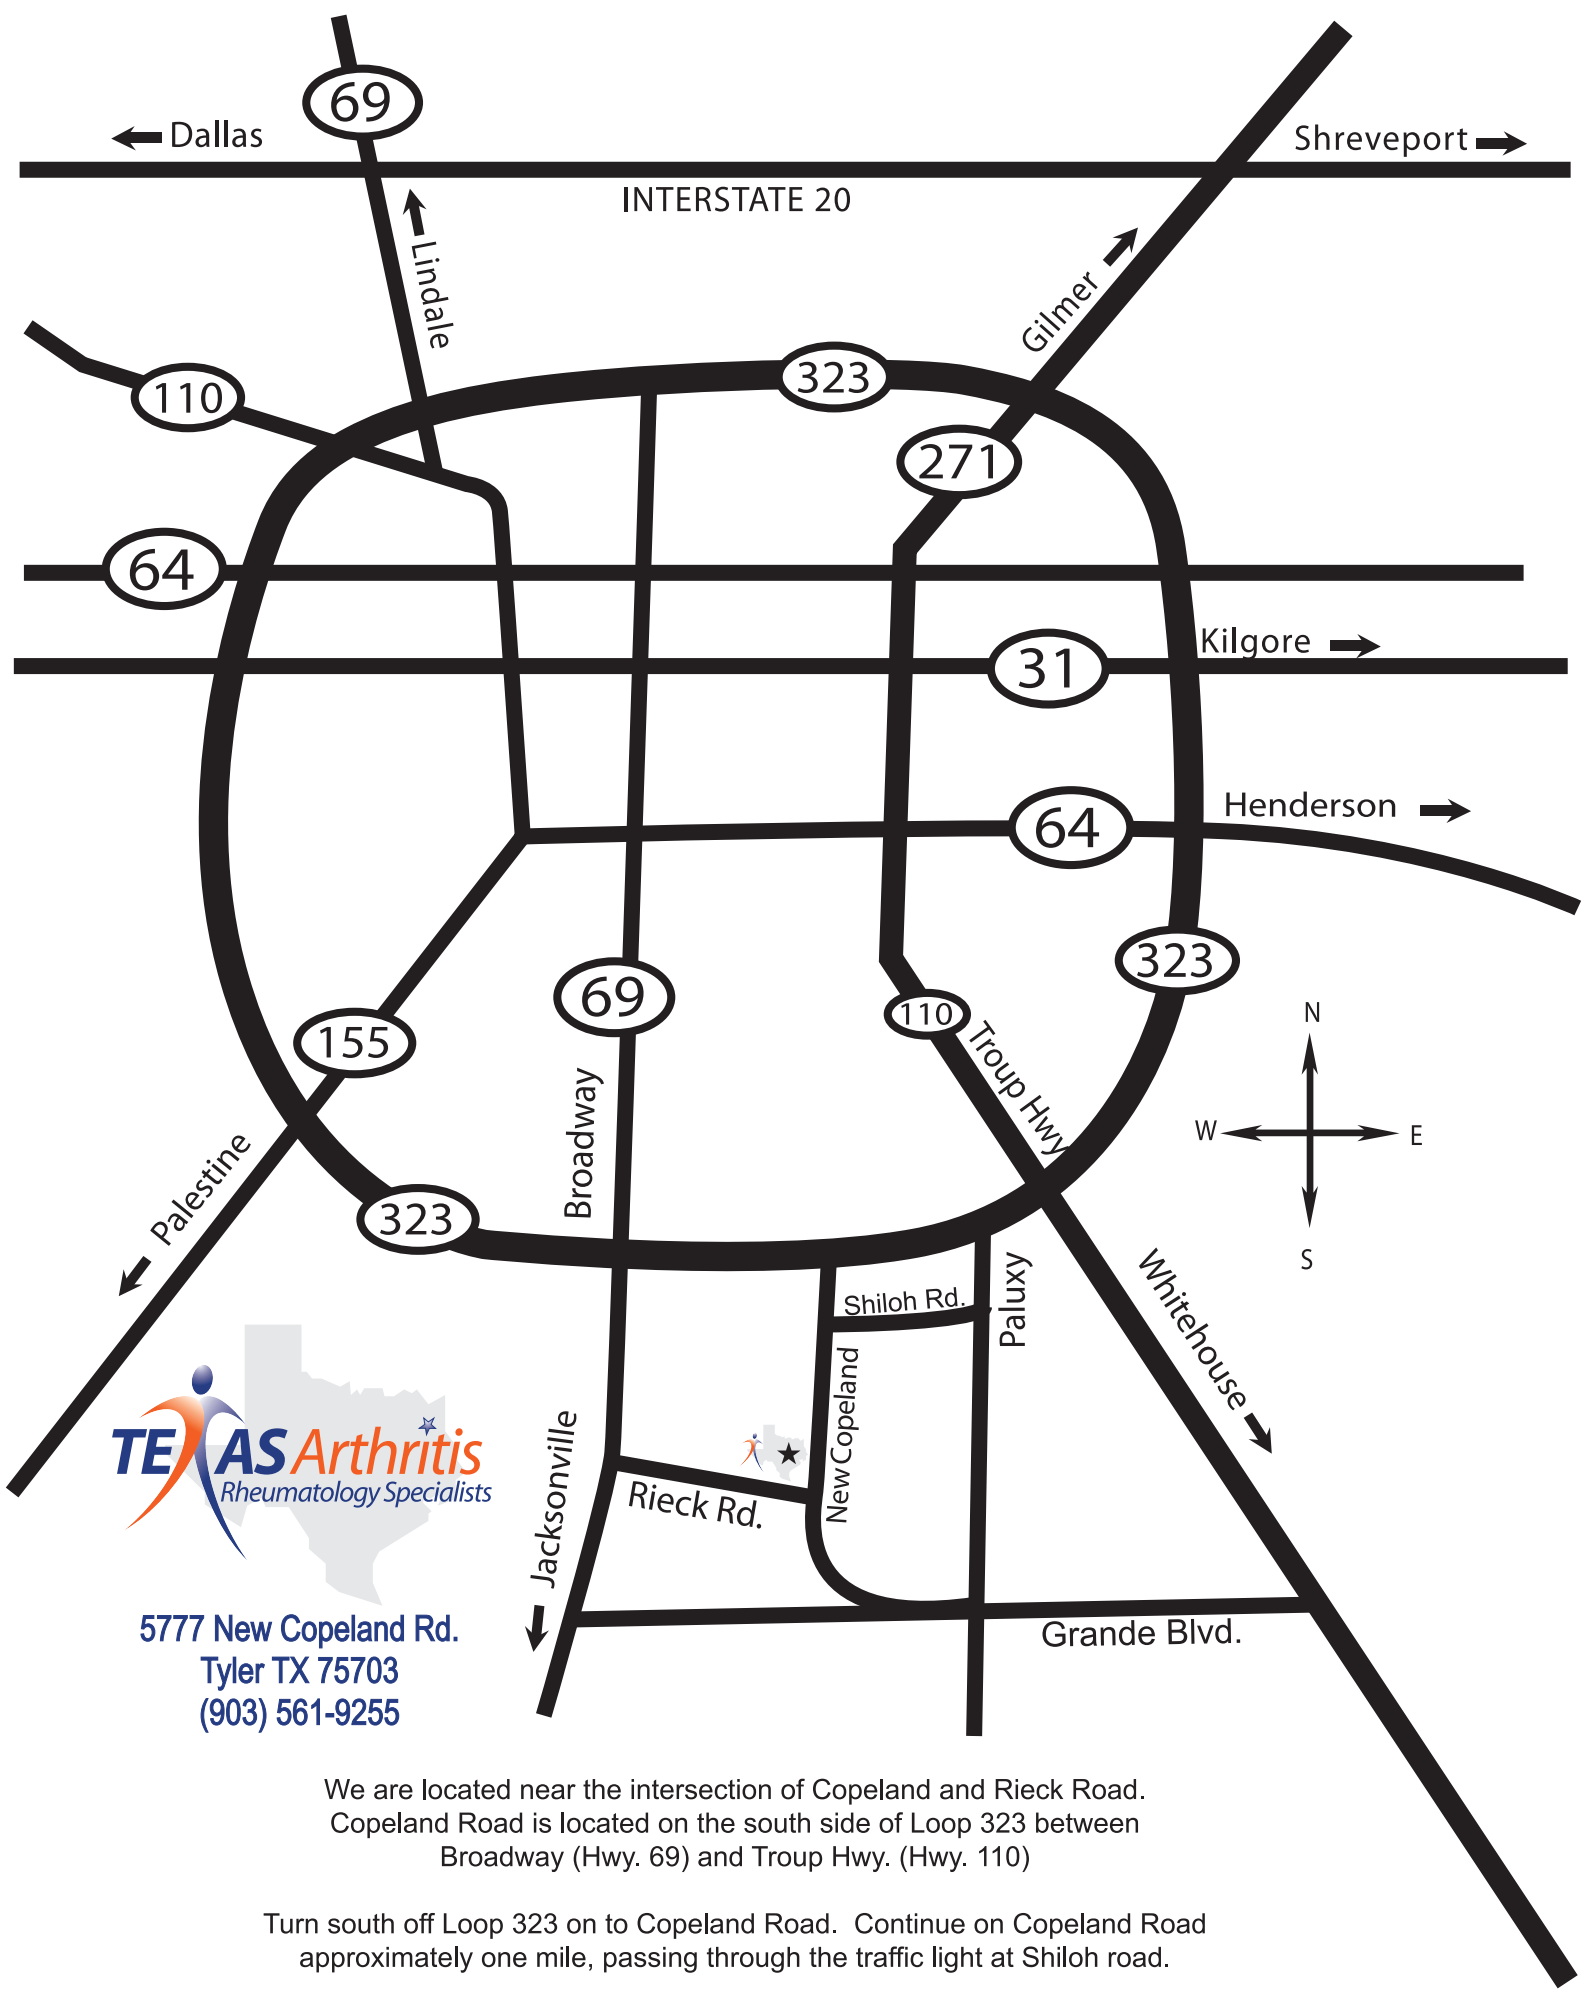 69
Dallas
Shreveport
INTERSTATE 20
Lindale
Gilmer
110
323
271
64
31
Kilgore
64
Henderson
323
69
110
155
Troup Hwy
N
W
E
S
Broadway
Palestine
323
Shiloh Rd.
Paluxy
Whitehouse
New Copeland
TEXAS Arthritis
Rheumatology Specialists
Jacksonville
Rieck Rd.
Grande Blvd.
5777 New Copeland Rd.
Tyler TX 75703
(903) 561-9255
We are located near the intersection of Copeland and Rieck Road.
Copeland Road is located on the south side of Loop 323 between
Broadway (Hwy. 69) and Troup Hwy. (Hwy. 110)
Turn south off Loop 323 on to Copeland Road.  Continue on Copeland Road
approximately one mile, passing through the traffic light at Shiloh road.